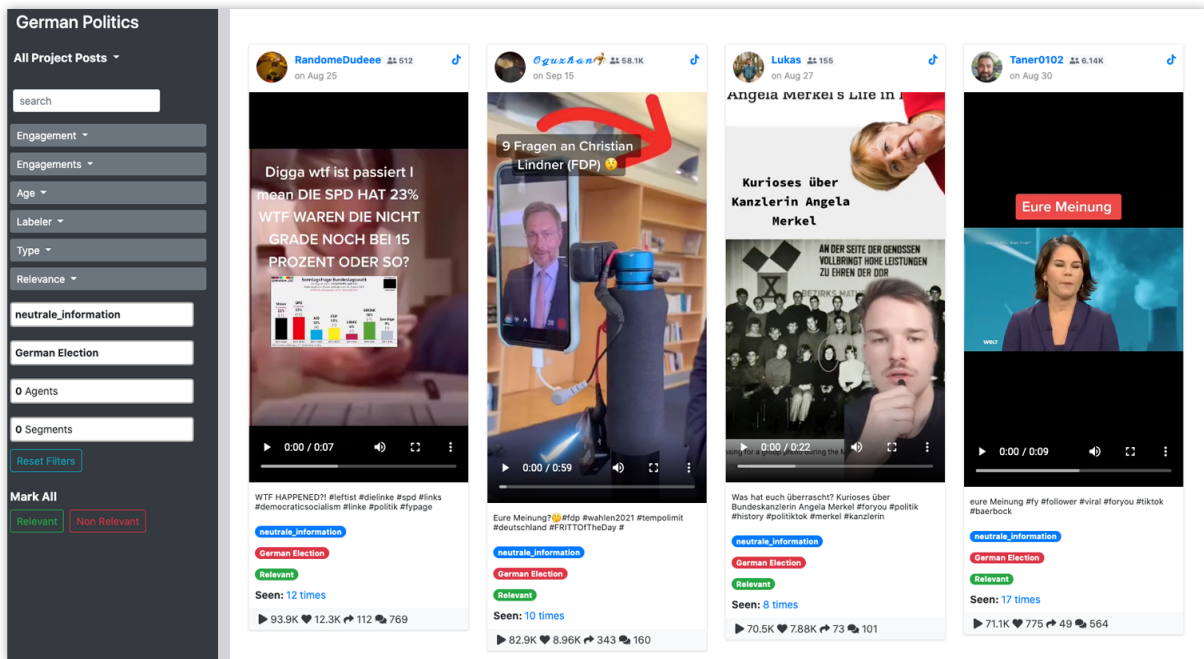 German Politics
All Project Posts
search
Engagement
Engagements
Age
Labeler
Type
Relevance
neutrale_information
German Election
0 Agents
0 Segments
Reset Filters
Mark All
Relevant Non Relevant
RandomeDudeee 512
on Aug 25
Digga wtf ist passiert I
mean DIE SPD HAT 23%
WTF WAREN DIE NICHT
GRADE NOCH BEI 15
PROZENT ODER SO?
0:00 / 0:07
WTF HAPPENED?! #leftist #dielinke #spd #links
#democraticsocialism #linke #politik #fypage
neutrale_information
German Election
Relevant
Seen: 12 times
93.9K 12.3K 112 769
𝓞𝓰𝓾𝔃𝓱𝓪𝓷 58.1K
on Sep 15
9 Fragen an Christian
Lindner (FDP) 😲
0:00 / 0:59
Eure Meinung?🤔#fdp #wahlen2021 #tempolimit
#deutschland #FRITTOfTheDay #
neutrale_information
German Election
Relevant
Seen: 10 times
82.9K 8.96K 343 160
Lukas 155
on Aug 27
Angela Merkel's Life in
Kurioses über
Kanzlerin Angela
Merkel
AN DER SEITE DER GENOSSEN
VOLLBRINGT HOHE LEISTUNGEN
ZU EHREN DER DDR
BEZIRKS
0:00 / 0:22
for a group photo during the
Was hat euch überrascht? Kurioses über
Bundeskanzlerin Angela Merkel #foryou #politik
#history #politiktok #merkel #kanzlerin
neutrale_information
German Election
Relevant
Seen: 8 times
70.5K 7.88K 73 101
Taner0102 6.14K
on Aug 30
Eure Meinung
welt
0:00 / 0:09
eure Meinung #fy #follower #viral #foryou #tiktok
#baerbock
neutrale_information
German Election
Relevant
Seen: 17 times
71.1K 775 49 564